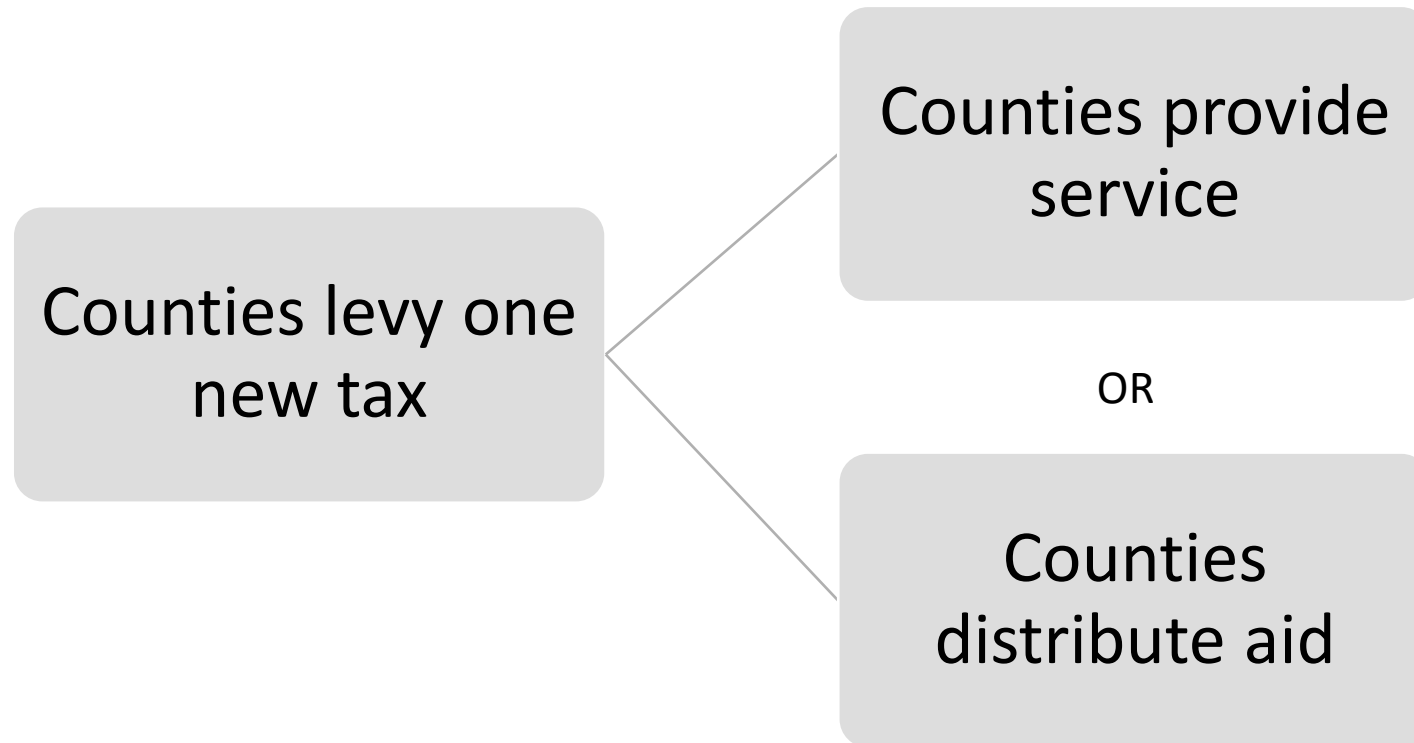 Counties levy one
new tax
Counties provide
service
OR
Counties
distribute aid